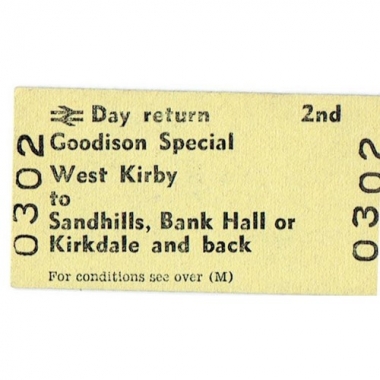 Day return 2nd
Goodison Special
West Kirby
to
Sandhills, Bank Hall or
Kirkdale and back
For conditions see over (M)
0302
0302